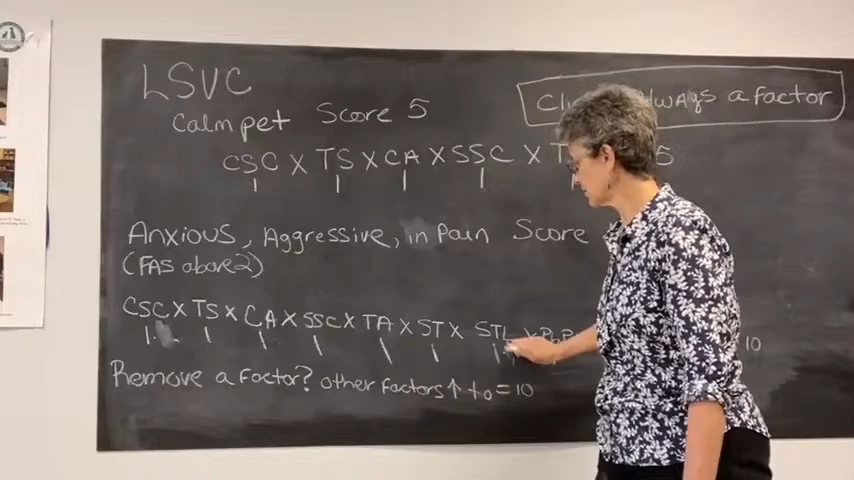 LSVC
always a factor
Calm pet Score 5
CSC X TS X CA X SSC X T 5
Anxious, Aggressive, in Pain Score
(FAS above 2)
CSC X TS X CA X SSC X TA X ST X STL X 10
Remove a factor? other factors ↑ to = 10